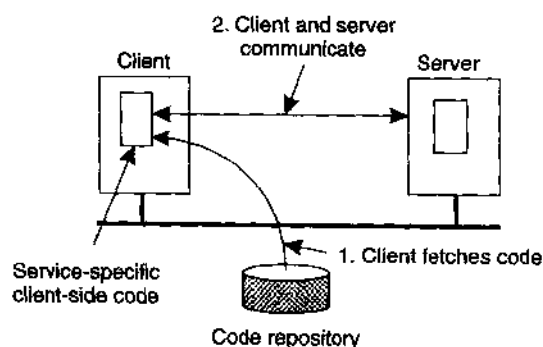 2. Client and server
communicate
Client
Server
1. Client fetches code
Service-specific
client-side code
Code repository